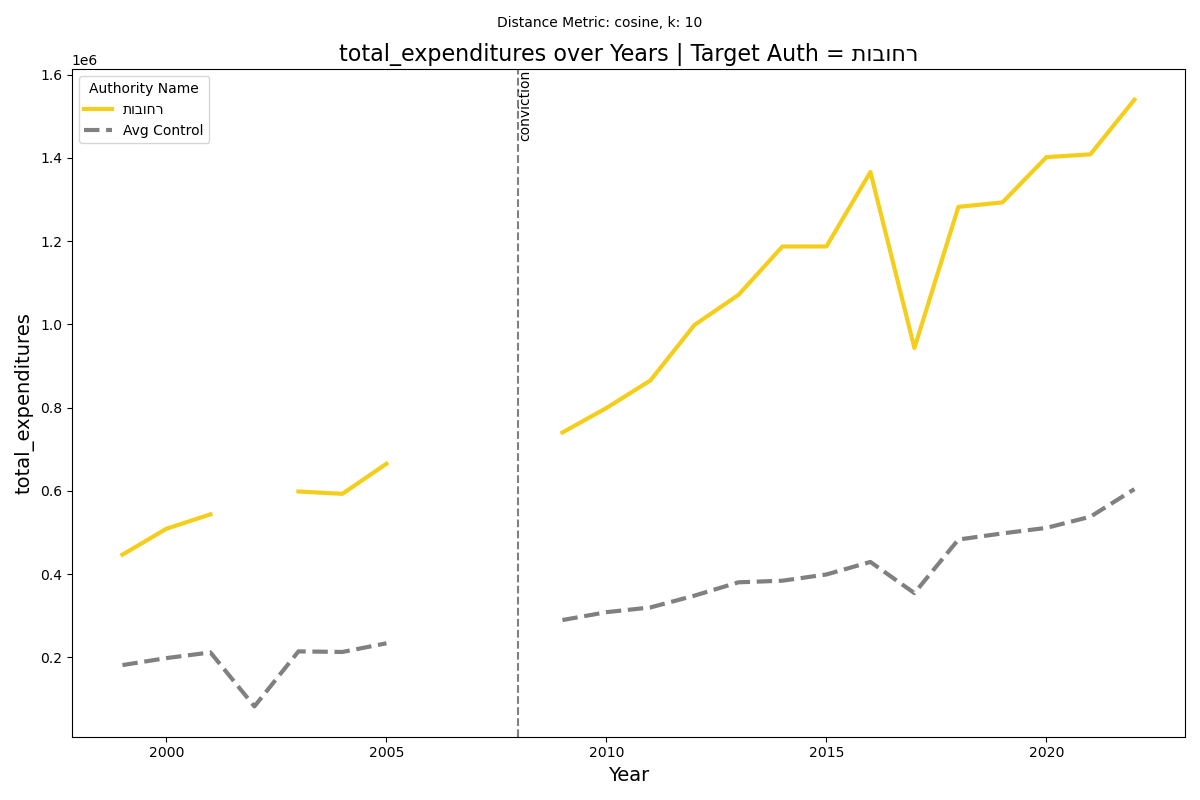 Distance Metric: cosine, k: 10
total_expenditures over Years | Target Auth = רחובות
1e6
1.6
1.4
1.2
1.0
0.8
0.6
0.4
0.2
total_expenditures
Authority Name
רחובות
Avg Control
conviction
2000
2005
2010
2015
2020
Year